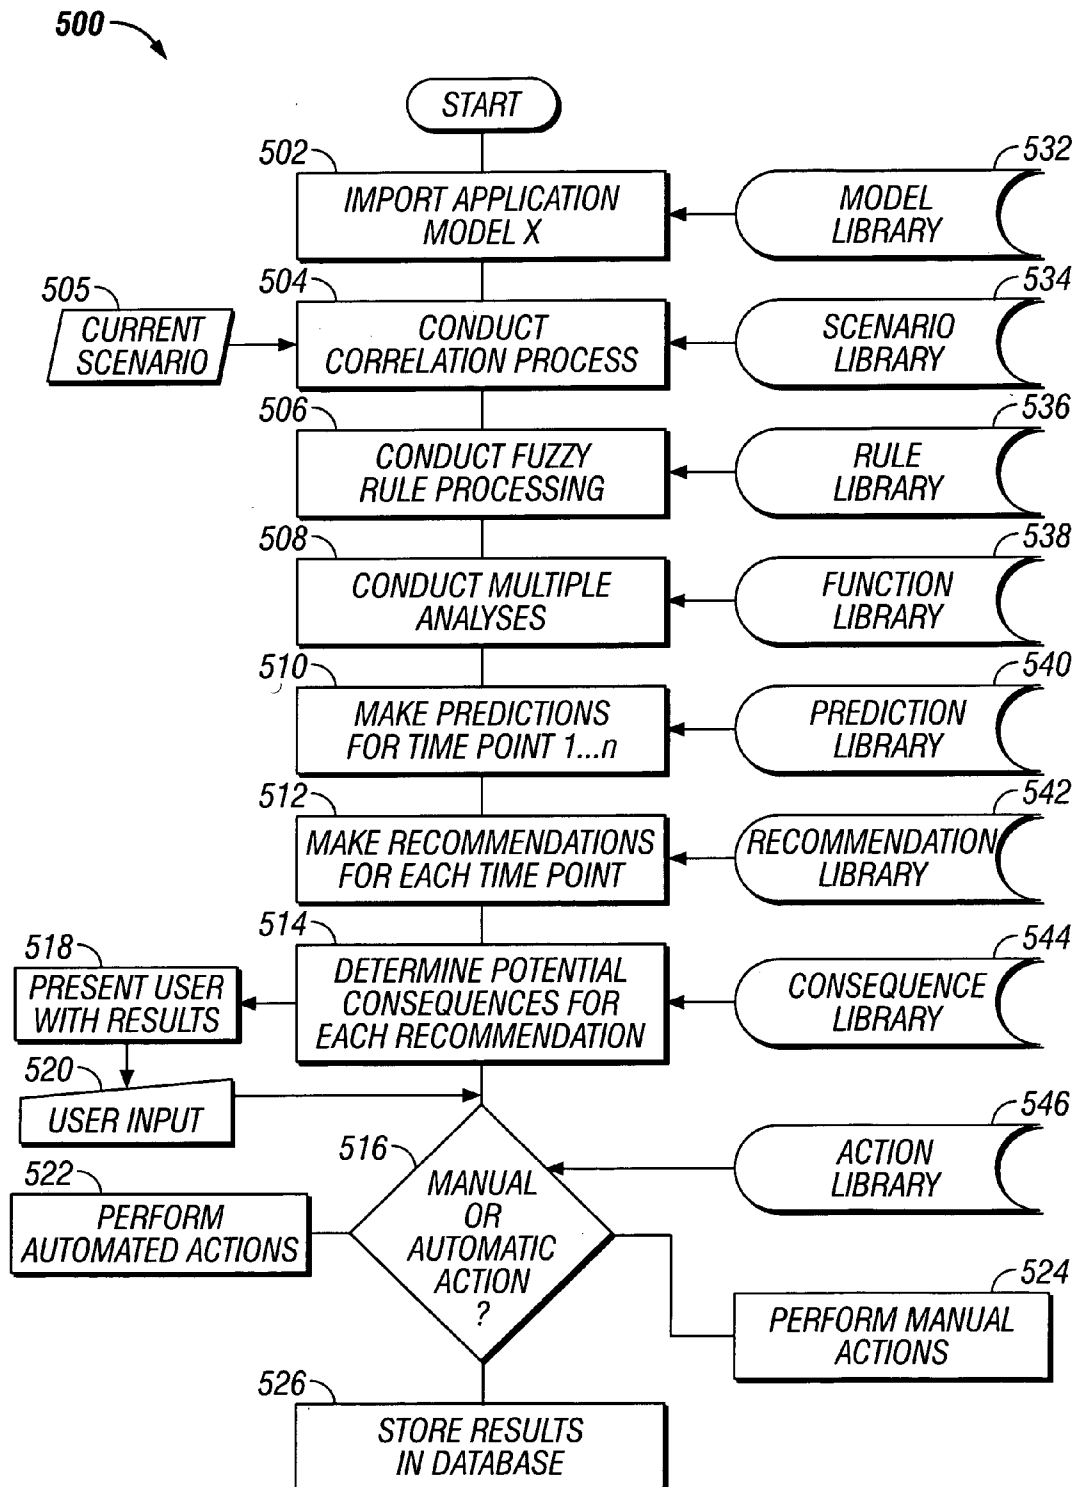 500
START
502
IMPORT APPLICATION
MODEL X
532
MODEL
LIBRARY
505
CURRENT
SCENARIO
504
CONDUCT
CORRELATION PROCESS
534
SCENARIO
LIBRARY
506
CONDUCT FUZZY
RULE PROCESSING
536
RULE
LIBRARY
508
CONDUCT MULTIPLE
ANALYSES
538
FUNCTION
LIBRARY
510
MAKE PREDICTIONS
FOR TIME POINT 1...n
540
PREDICTION
LIBRARY
512
MAKE RECOMMENDATIONS
FOR EACH TIME POINT
542
RECOMMENDATION
LIBRARY
514
DETERMINE POTENTIAL
CONSEQUENCES FOR
EACH RECOMMENDATION
544
CONSEQUENCE
LIBRARY
518
PRESENT USER
WITH RESULTS
520
USER INPUT
516
MANUAL
OR
AUTOMATIC
ACTION
?
546
ACTION
LIBRARY
522
PERFORM
AUTOMATED ACTIONS
524
PERFORM MANUAL
ACTIONS
526
STORE RESULTS
IN DATABASE